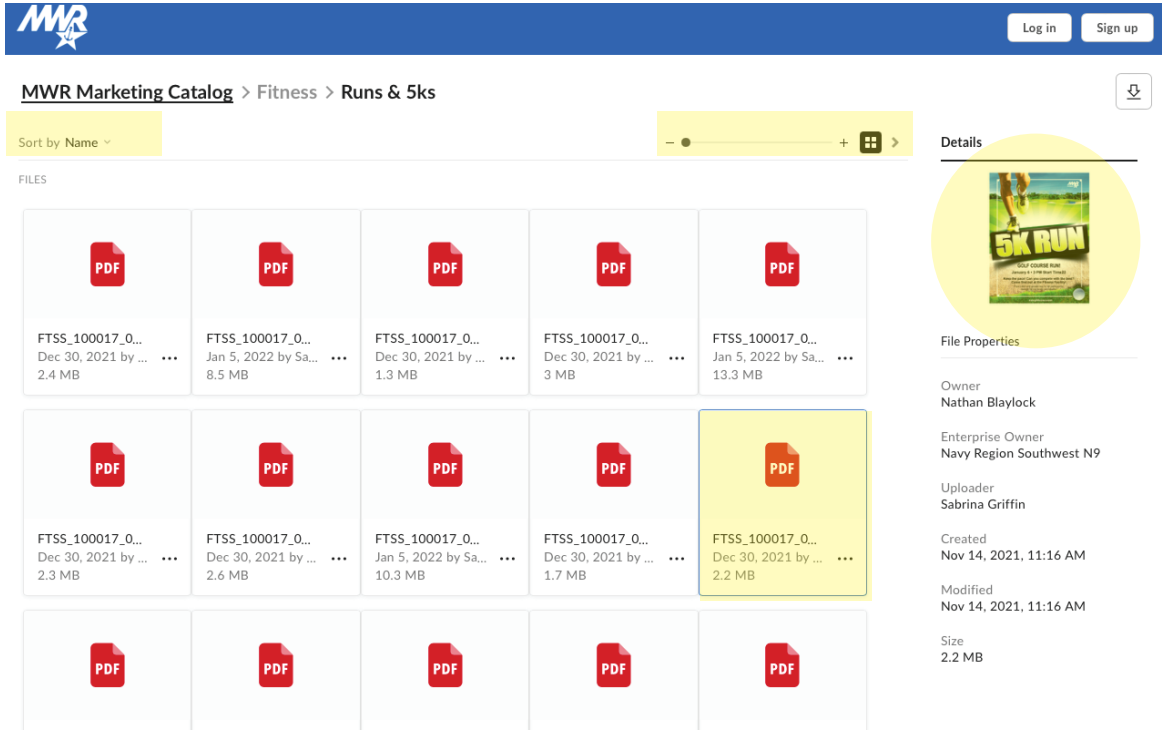 MWR
Log in
Sign up
MWR Marketing Catalog > Fitness > Runs & 5ks
Sort by Name
− +
Details
FILES
5K RUN
GOLF COURSE RUN!
PDF PDF PDF PDF PDF
FTSS_100017_0... FTSS_100017_0... FTSS_100017_0... FTSS_100017_0... FTSS_100017_0...
Dec 30, 2021 by ... Jan 5, 2022 by Sa... Dec 30, 2021 by ... Dec 30, 2021 by ... Jan 5, 2022 by Sa...
2.4 MB 8.5 MB 1.3 MB 3 MB 13.3 MB
PDF PDF PDF PDF PDF
FTSS_100017_0... FTSS_100017_0... FTSS_100017_0... FTSS_100017_0... FTSS_100017_0...
Dec 30, 2021 by ... Dec 30, 2021 by ... Jan 5, 2022 by Sa... Dec 30, 2021 by ... Dec 30, 2021 by ...
2.3 MB 2.6 MB 10.3 MB 1.7 MB 2.2 MB
PDF PDF PDF PDF PDF
File Properties
Owner
Nathan Blaylock
Enterprise Owner
Navy Region Southwest N9
Uploader
Sabrina Griffin
Created
Nov 14, 2021, 11:16 AM
Modified
Nov 14, 2021, 11:16 AM
Size
2.2 MB